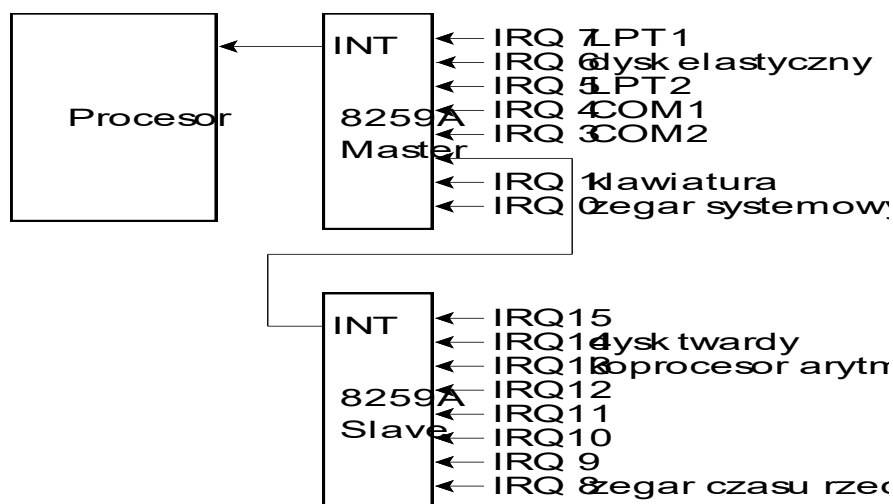 Procesor
INT
8259A
Master
IRQ 7 LPT1
IRQ 6 dysk elastyczny
IRQ 5 LPT2
IRQ 4 COM1
IRQ 3 COM2
IRQ 1 klawiatura
IRQ 0 zegar systemowy
INT
8259A
Slave
IRQ15
IRQ14 dysk twardy
IRQ13 koprocesor arytm
IRQ12
IRQ11
IRQ10
IRQ 9
IRQ 8 zegar czasu rzec